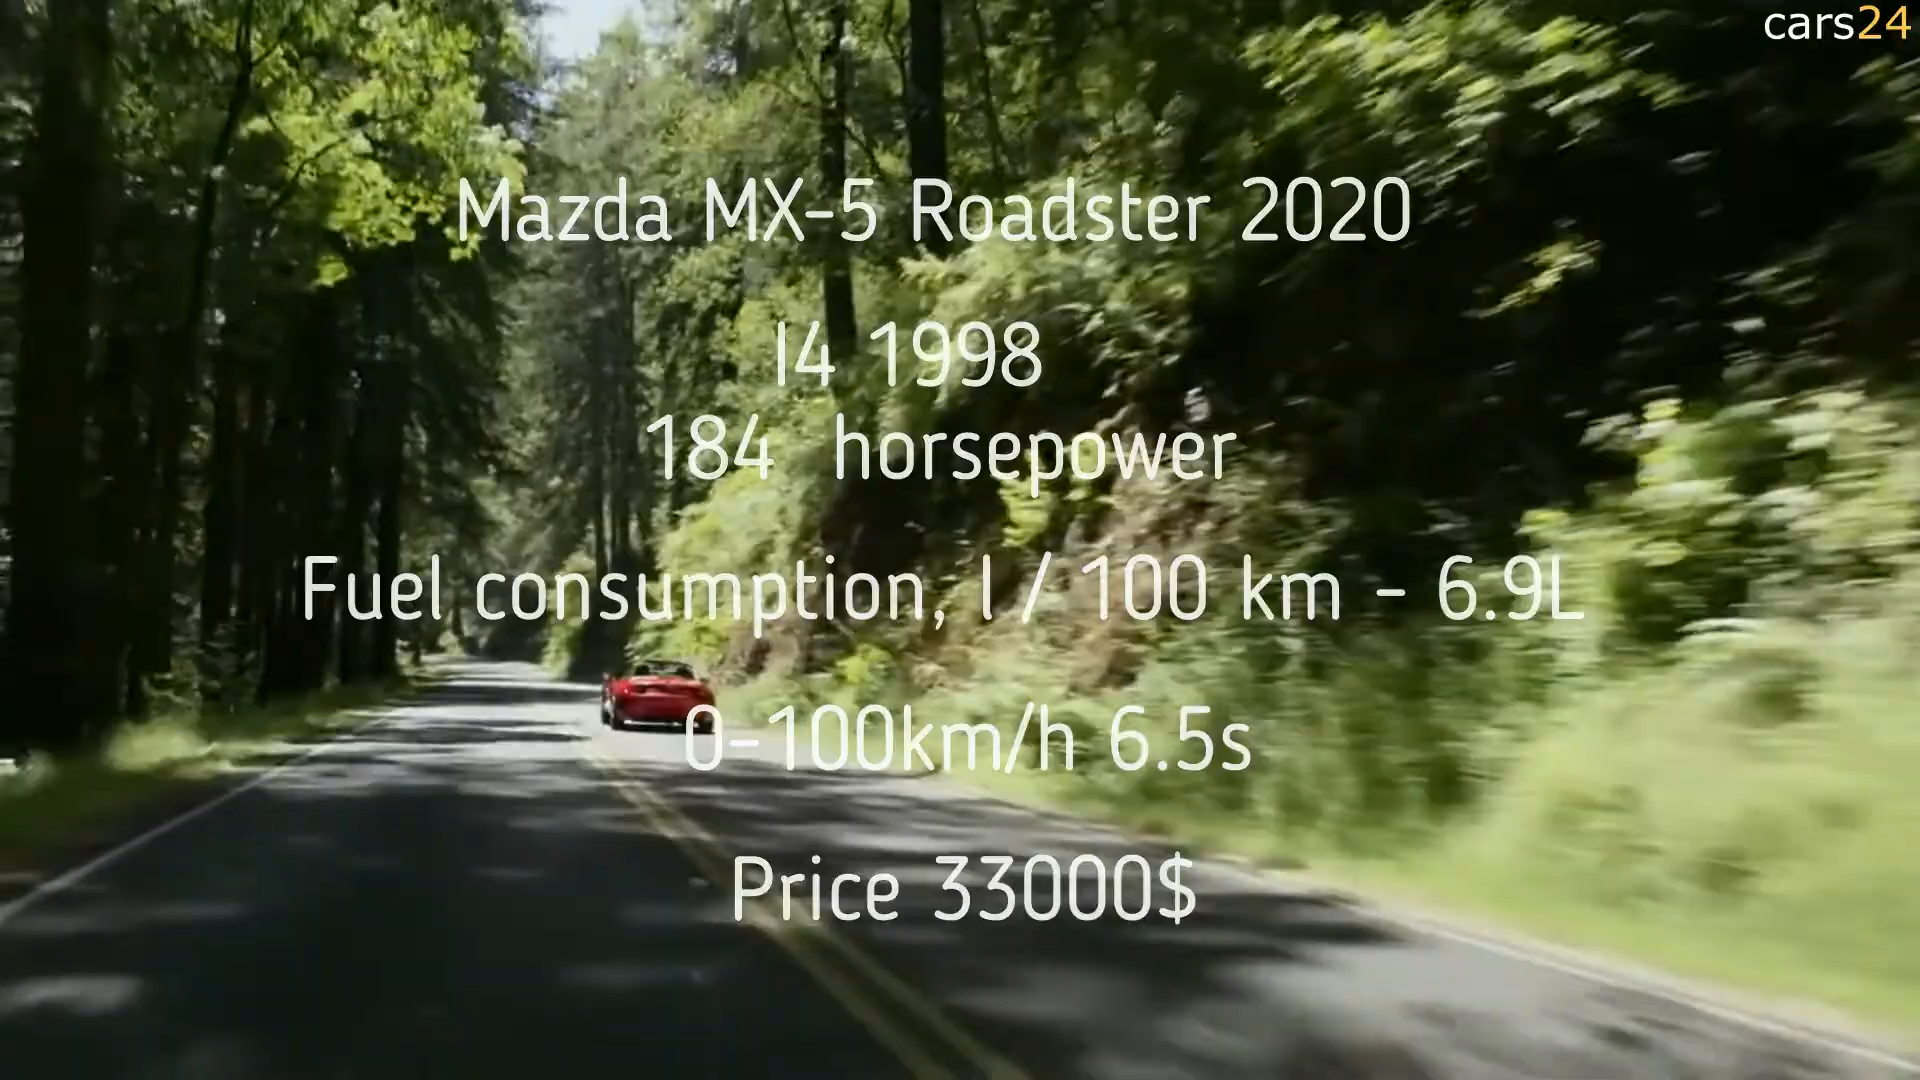 cars24
Mazda MX-5 Roadster 2020
I4 1998
184 horsepower
Fuel consumption, l / 100 km - 6.9L
0-100km/h 6.5s
Price 33000$